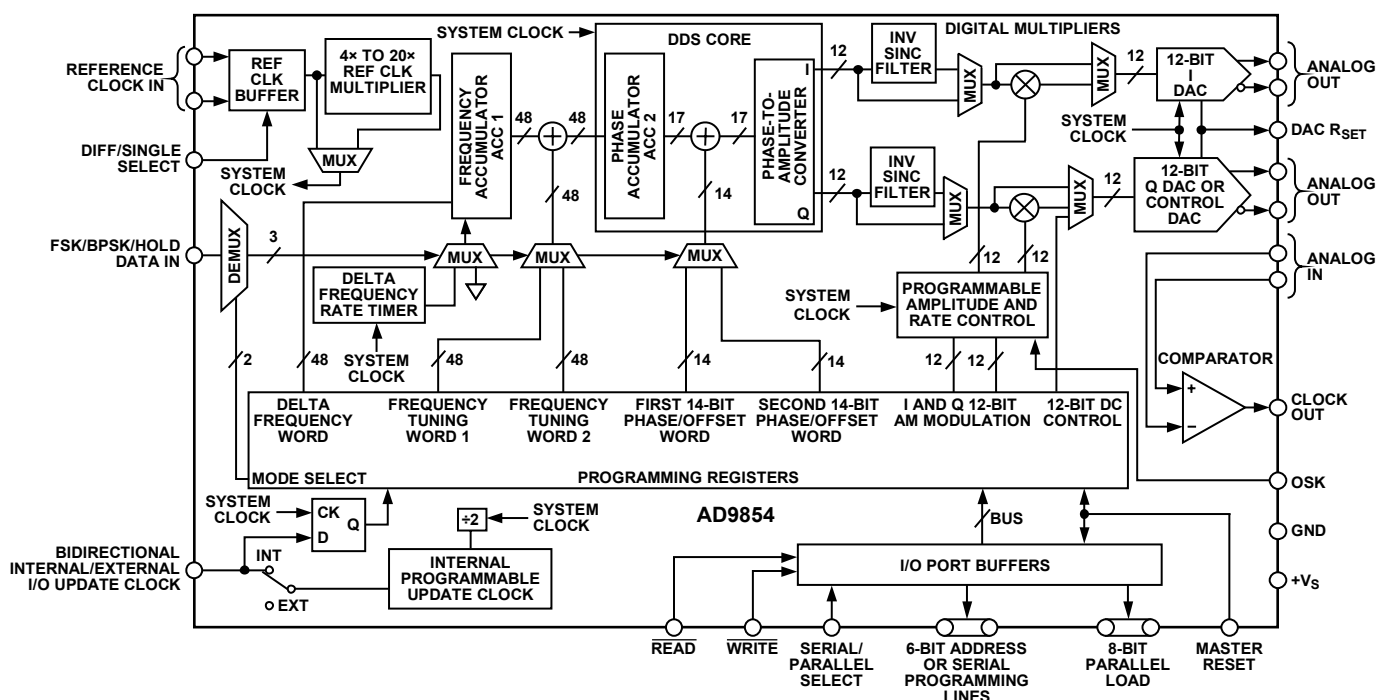 SYSTEM CLOCK
DIGITAL MULTIPLIERS
DDS CORE
REFERENCE
CLOCK IN
REF
CLK
BUFFER
4× TO 20×
REF CLK
MULTIPLIER
MUX
SYSTEM
CLOCK
DIFF/SINGLE
SELECT
FREQUENCY
ACCUMULATOR
ACC 1
48
48
48
PHASE
ACCUMULATOR
ACC 2
17
17
14
PHASE-TO-
AMPLITUDE
CONVERTER
I
Q
12
INV
SINC
FILTER
MUX
MUX
12
12-BIT
I
DAC
ANALOG
OUT
SYSTEM
CLOCK
DAC RSET
12
INV
SINC
FILTER
MUX
MUX
12
12-BIT
Q DAC OR
CONTROL
DAC
ANALOG
OUT
FSK/BPSK/HOLD
DATA IN
DEMUX
3
MUX
MUX
MUX
DELTA
FREQUENCY
RATE TIMER
SYSTEM
CLOCK
12
12
SYSTEM
CLOCK
PROGRAMMABLE
AMPLITUDE AND
RATE CONTROL
ANALOG
IN
COMPARATOR
+
−
CLOCK
OUT
2
48
48
48
14
14
12
12
DELTA
FREQUENCY
WORD
FREQUENCY
TUNING
WORD 1
FREQUENCY
TUNING
WORD 2
FIRST 14-BIT
PHASE/OFFSET
WORD
SECOND 14-BIT
PHASE/OFFSET
WORD
I AND Q 12-BIT
AM MODULATION
12-BIT DC
CONTROL
MODE SELECT
PROGRAMMING REGISTERS
OSK
SYSTEM
CLOCK
CK
Q
D
÷2
SYSTEM
CLOCK
AD9854
BUS
GND
BIDIRECTIONAL
INTERNAL/EXTERNAL
I/O UPDATE CLOCK
INT
EXT
INTERNAL
PROGRAMMABLE
UPDATE CLOCK
I/O PORT BUFFERS
+VS
READ
WRITE
SERIAL/
PARALLEL
SELECT
6-BIT ADDRESS
OR SERIAL
PROGRAMMING
LINES
8-BIT
PARALLEL
LOAD
MASTER
RESET